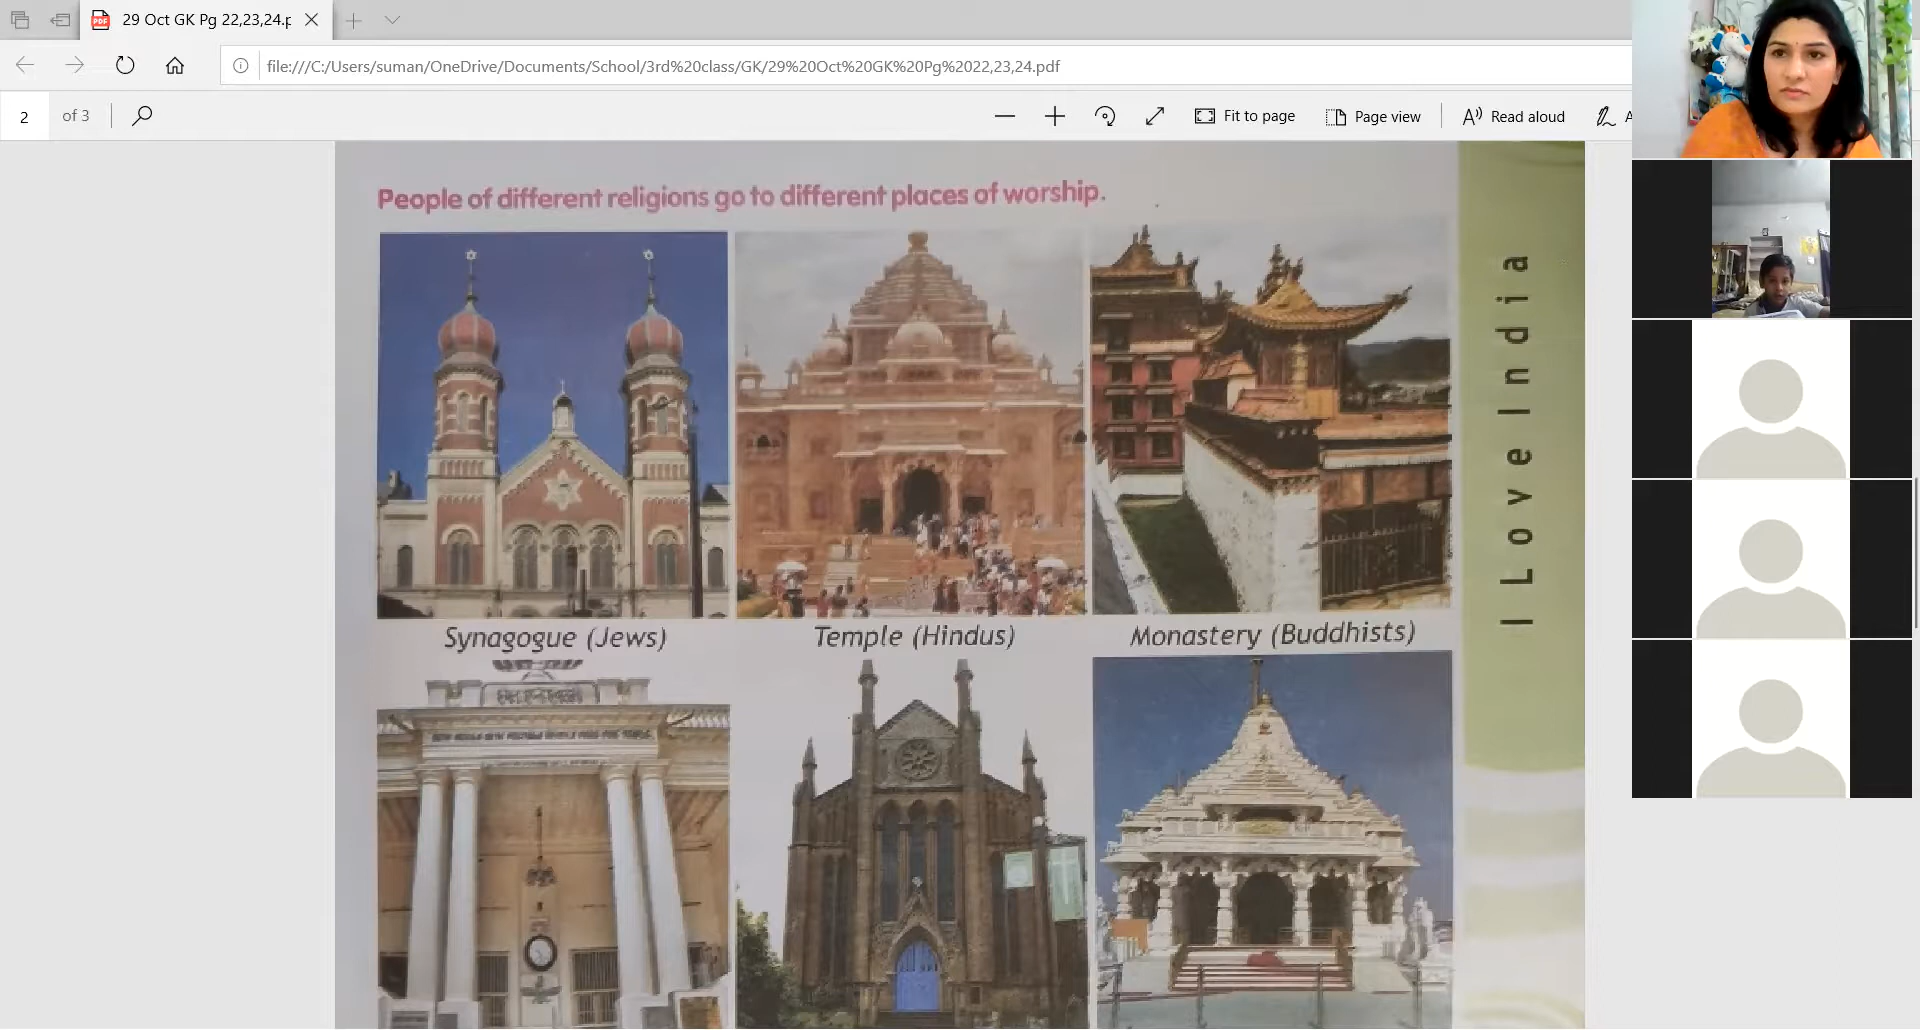 29 Oct GK Pg 22,23,24.p
file:///C:/Users/suman/OneDrive/Documents/School/3rd%20class/GK/29%20Oct%20GK%20Pg%2022,23,24.pdf
2 of 3
Fit to page
Page view
Read aloud
A
People of different religions go to different places of worship.
Synagogue (Jews)
Temple (Hindus)
Monastery (Buddhists)
I Love India